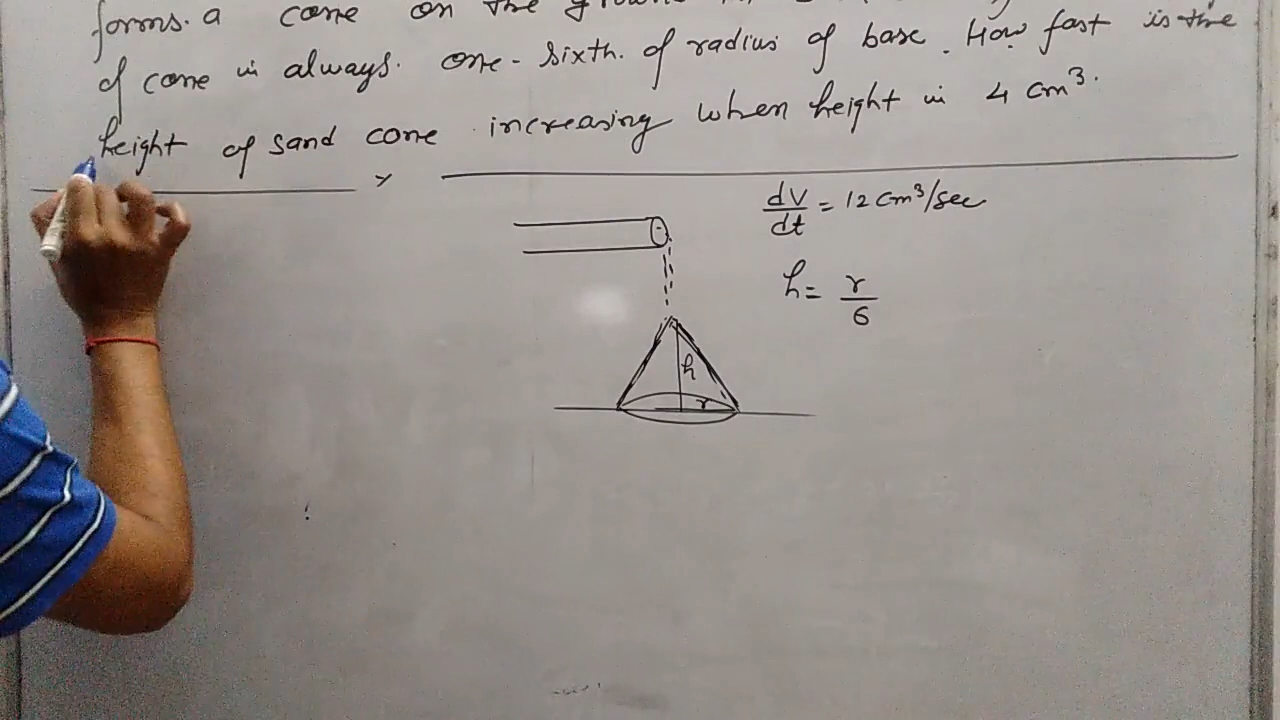 forms. a cone on the
of cone is always. one-sixth. of radius of base. How fast is the
height of sand cone increasing when height is 4 cm³.
dV/dt = 12 cm³/sec
h = r/6
h
r